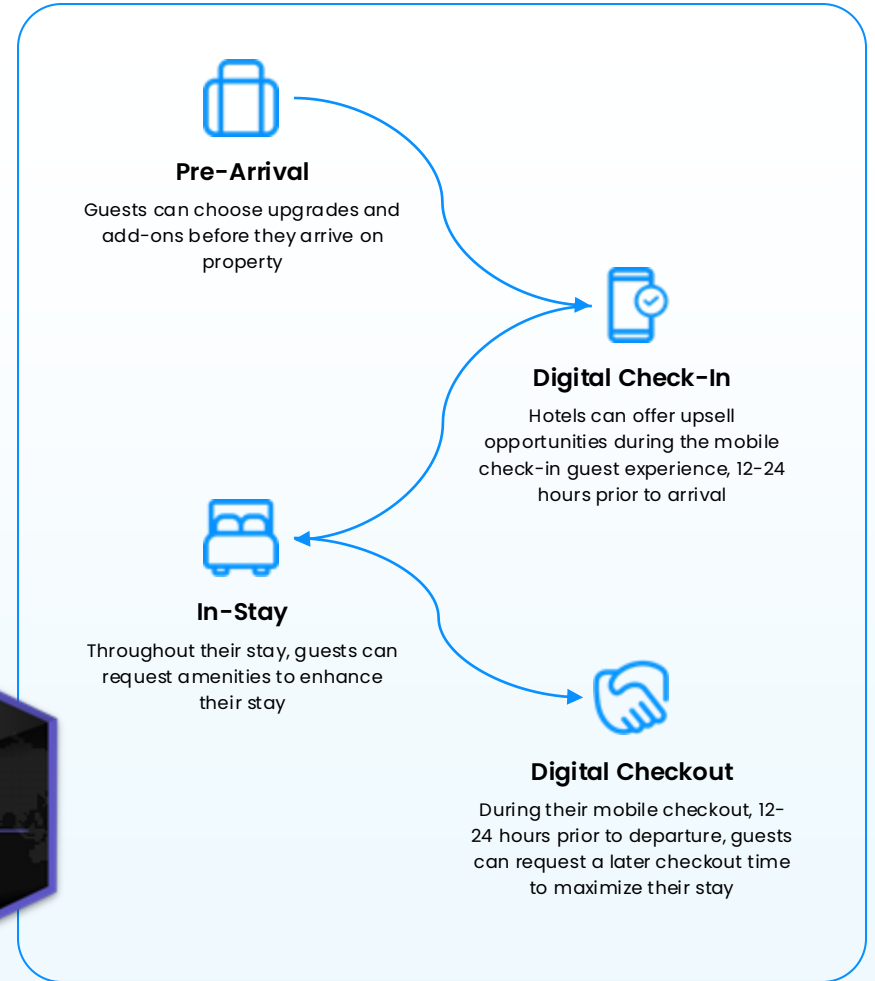 Pre-Arrival
Guests can choose upgrades and
add-ons before they arrive on
property
Digital Check-In
Hotels can offer upsell
opportunities during the mobile
check-in guest experience, 12-24
hours prior to arrival
In-Stay
Throughout their stay, guests can
request amenities to enhance
their stay
Digital Checkout
During their mobile checkout, 12-
24 hours prior to departure, guests
can request a later checkout time
to maximize their stay